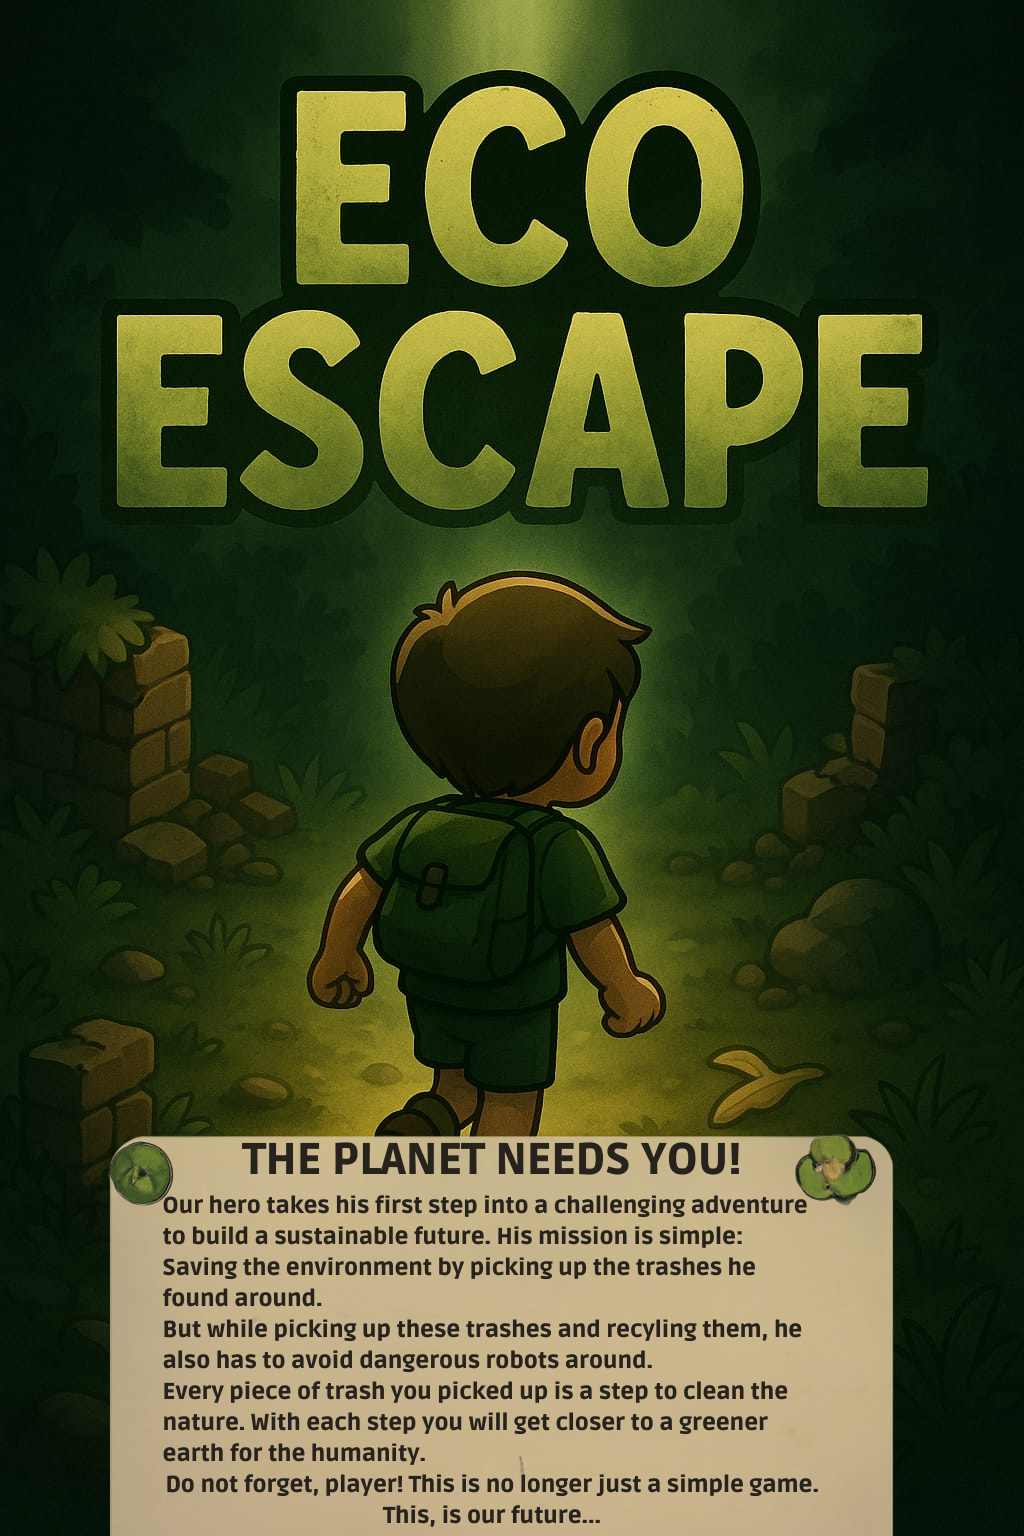 ECO
ESCAPE
THE PLANET NEEDS YOU!
Our hero takes his first step into a challenging adventure
to build a sustainable future. His mission is simple:
Saving the environment by picking up the trashes he
found around.
But while picking up these trashes and recyling them, he
also has to avoid dangerous robots around.
Every piece of trash you picked up is a step to clean the
nature. With each step you will get closer to a greener
earth for the humanity.
Do not forget, player! This is no longer just a simple game.
This, is our future...